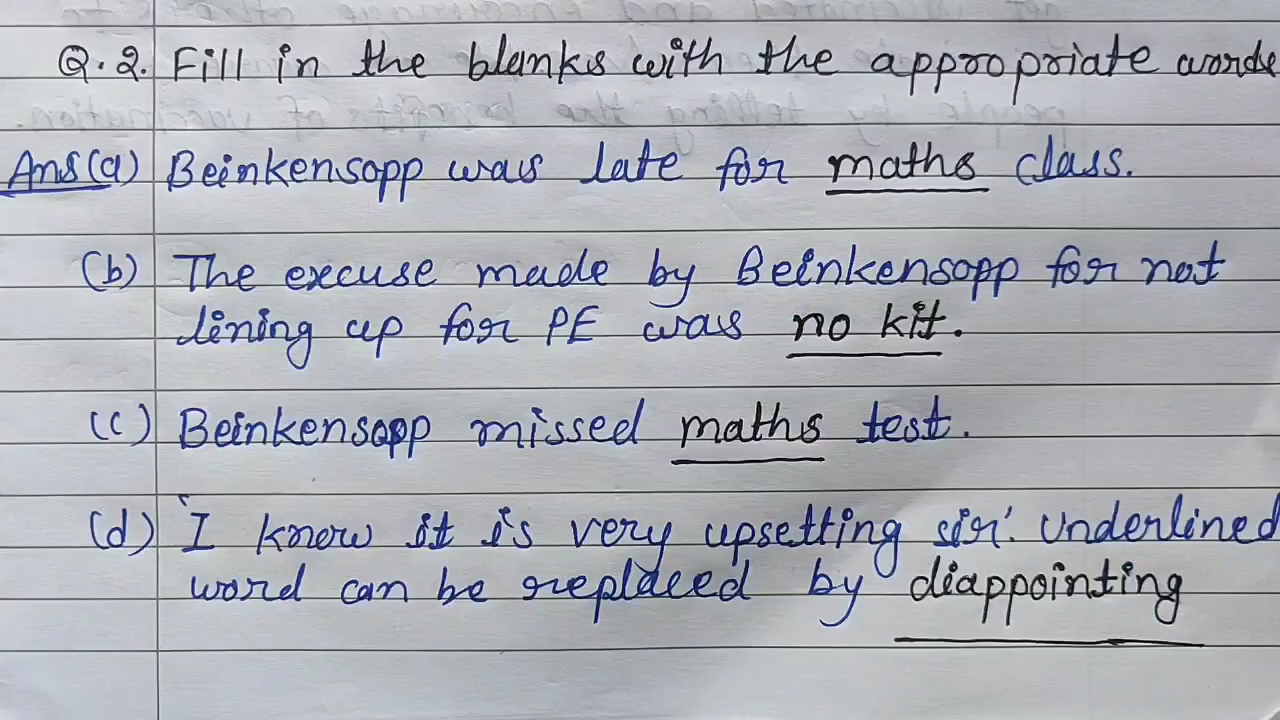 Q.2. Fill in the blanks with the appropriate words
Ans(a) Beinkensopp was late for maths class.
(b) The excuse made by Beinkensopp for not
lining up for PE was no kit.
(c) Beinkensopp missed maths test.
(d) 'I know it is very upsetting sir'. Underlined
word can be replaced by diappointing